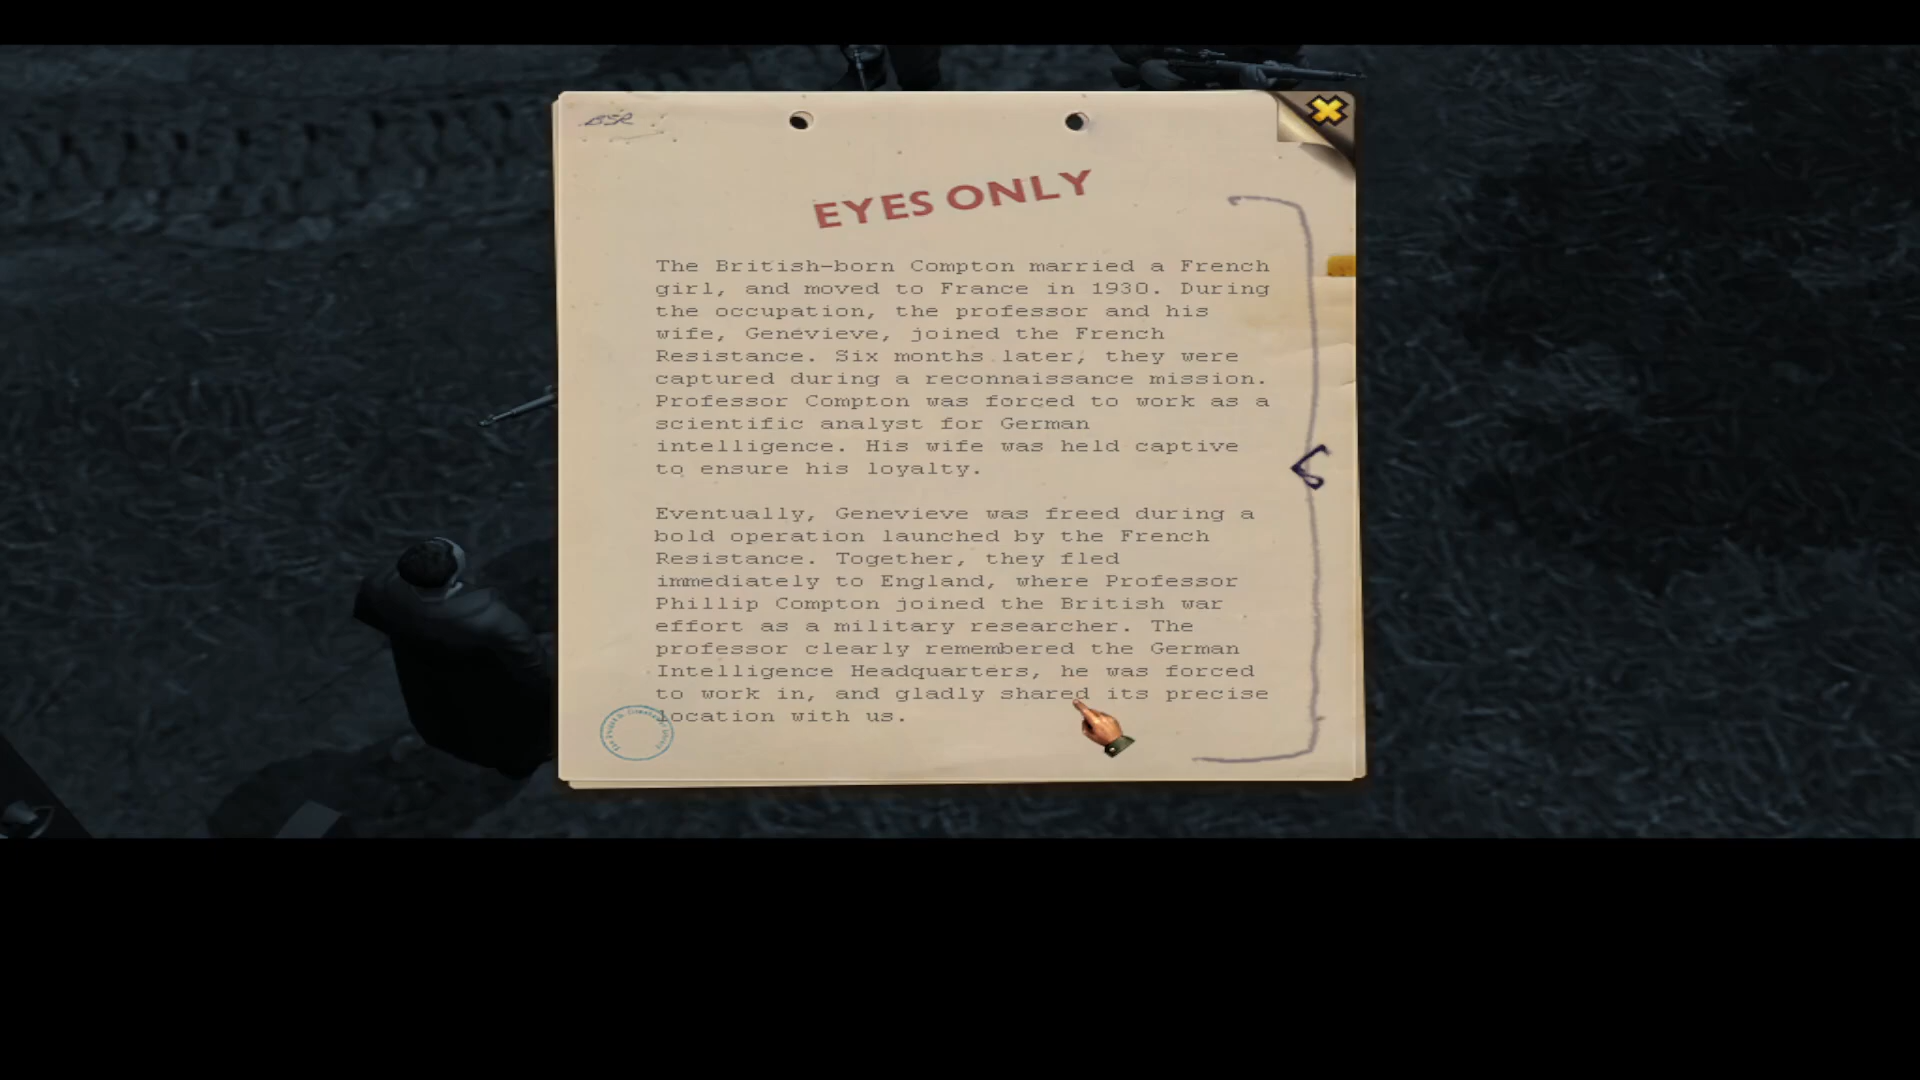 BSR
EYES ONLY
The British-born Compton married a French
girl, and moved to France in 1930. During
the occupation, the professor and his
wife, Genevieve, joined the French
Resistance. Six months later, they were
captured during a reconnaissance mission.
Professor Compton was forced to work as a
scientific analyst for German
intelligence. His wife was held captive
to ensure his loyalty.
Eventually, Genevieve was freed during a
bold operation launched by the French
Resistance. Together, they fled
immediately to England, where Professor
Phillip Compton joined the British war
effort as a military researcher. The
professor clearly remembered the German
Intelligence Headquarters, he was forced
to work in, and gladly shared its precise
location with us.